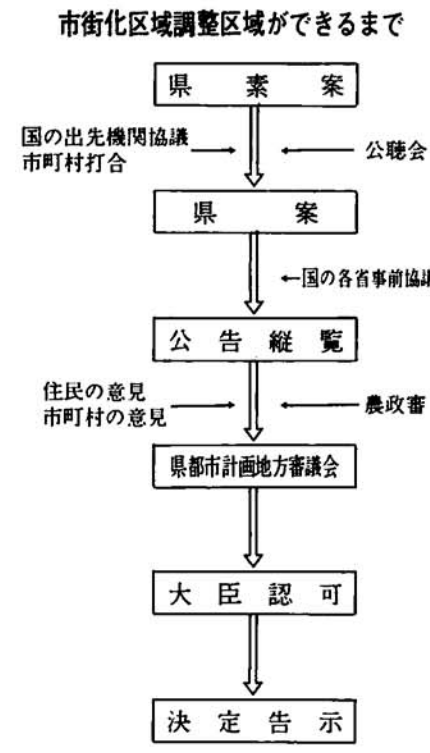 市街化区域調整区域ができるまで
県素案
国の出先機関協議
市町村打合
公聴会
県案
国の各省事前協議
公告縦覧
住民の意見
市町村の意見
農政審
県都市計画地方審議会
大臣認可
決定告示